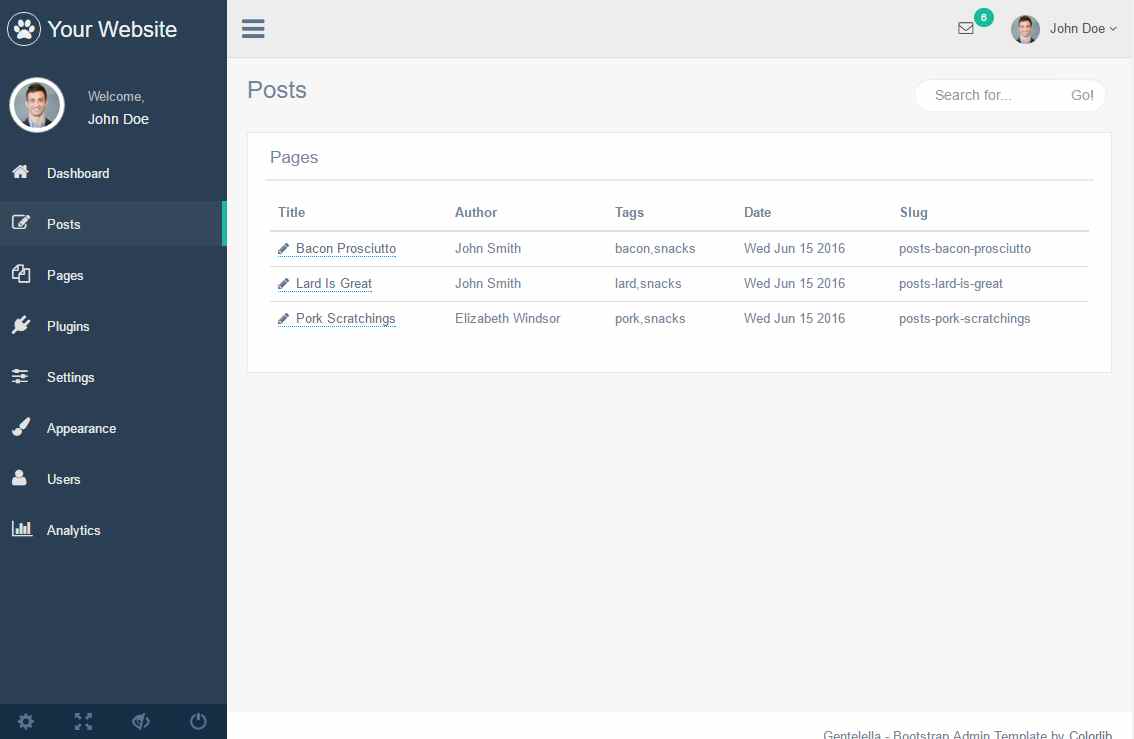 Your Website
6
John Doe
Welcome,
John Doe
Dashboard
Posts
Pages
Plugins
Settings
Appearance
Users
Analytics
Posts
Search for...
Go!
Pages
Title Author Tags Date Slug
Bacon Prosciutto John Smith bacon,snacks Wed Jun 15 2016 posts-bacon-prosciutto
Lard Is Great John Smith lard,snacks Wed Jun 15 2016 posts-lard-is-great
Pork Scratchings Elizabeth Windsor pork,snacks Wed Jun 15 2016 posts-pork-scratchings
Gentelella - Bootstrap Admin Template by Colorlib